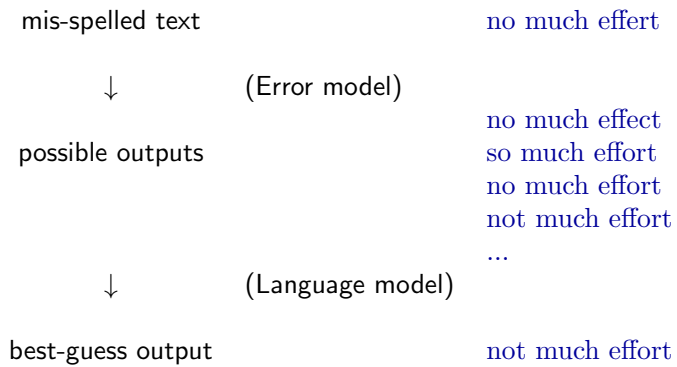 mis-spelled text no much effert
↓ (Error model)
no much effect
possible outputs so much effort
no much effort
not much effort
...
↓ (Language model)
best-guess output not much effort